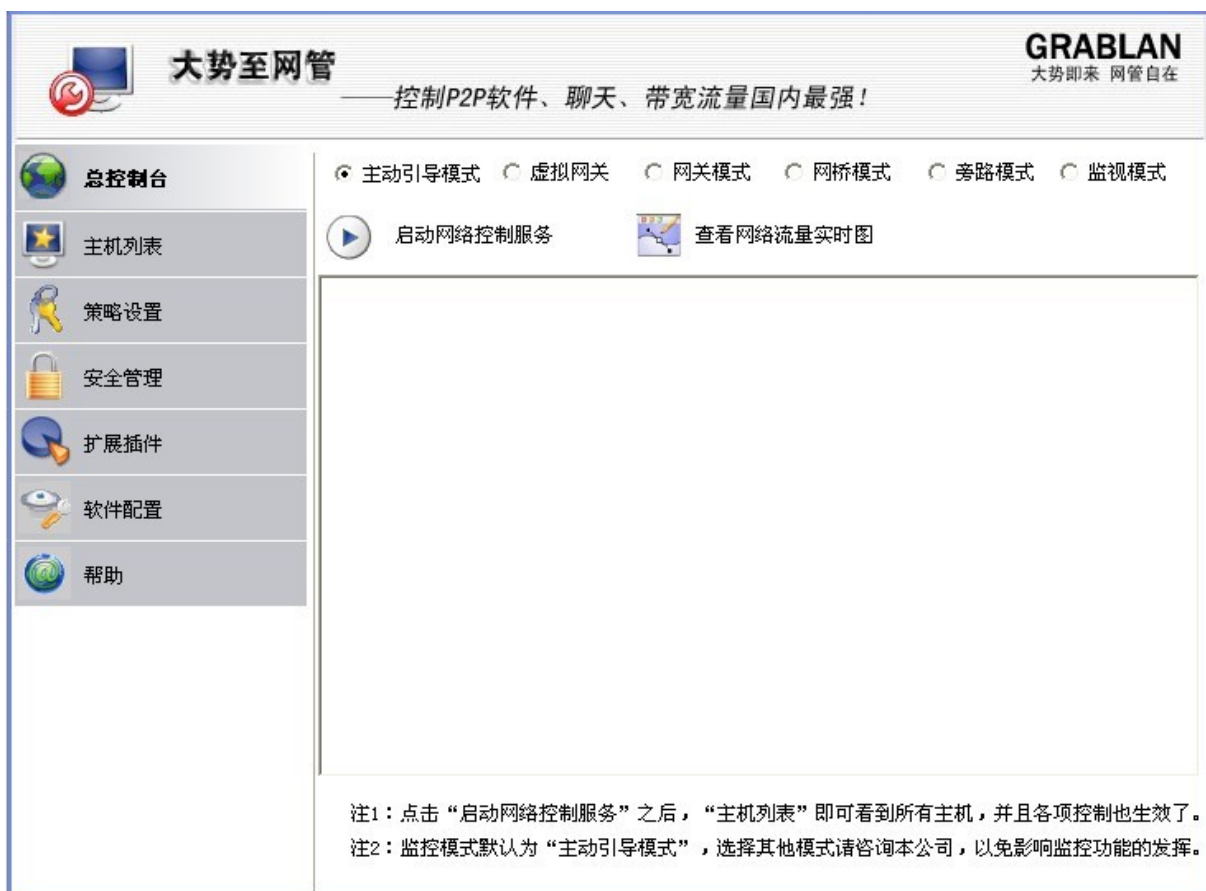 大势至网管
GRABLAN
大势即来 网管自在
——控制P2P软件、聊天、带宽流量国内最强！
总控制台
主动引导模式 虚拟网关 网关模式 网桥模式 旁路模式 监视模式
启动网络控制服务 查看网络流量实时图
主机列表
策略设置
安全管理
扩展插件
软件配置
帮助
注1：点击“启动网络控制服务”之后，“主机列表”即可看到所有主机，并且各项控制也生效了。
注2：监控模式默认为“主动引导模式”，选择其他模式请咨询本公司，以免影响监控功能的发挥。